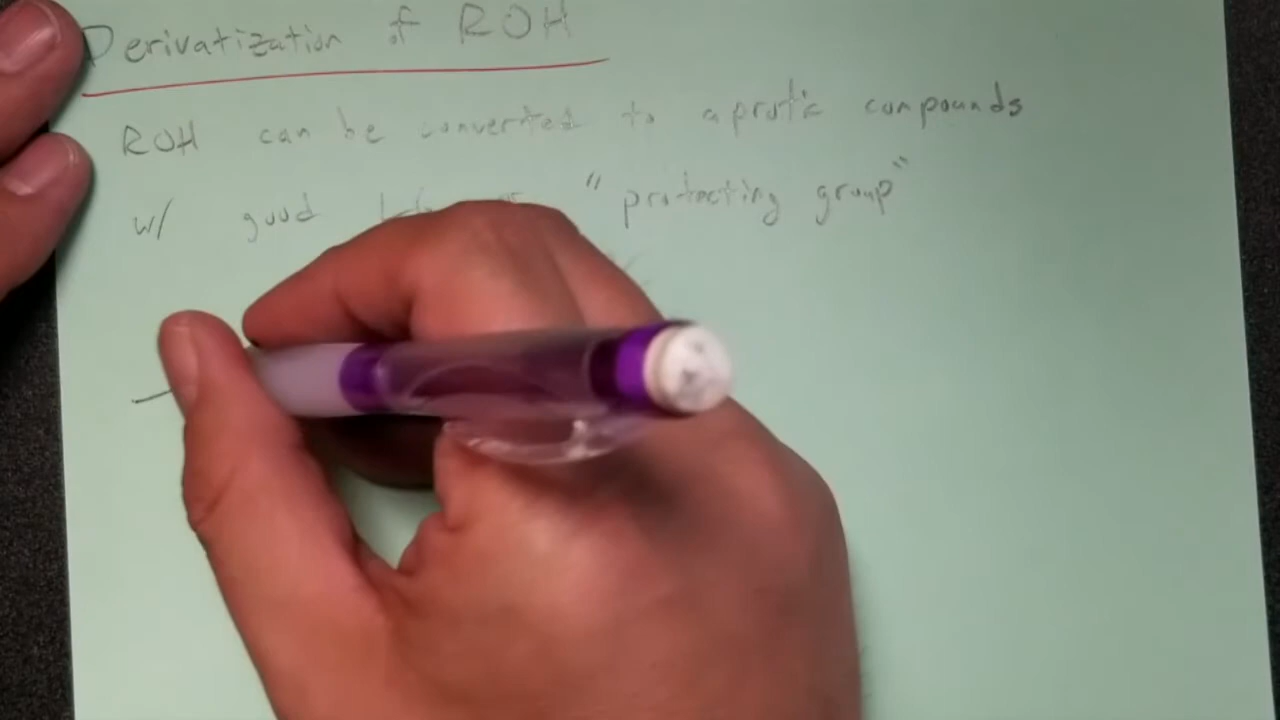 Derivatization of ROH
ROH can be converted to aprotic compounds
w/ good "protecting group"